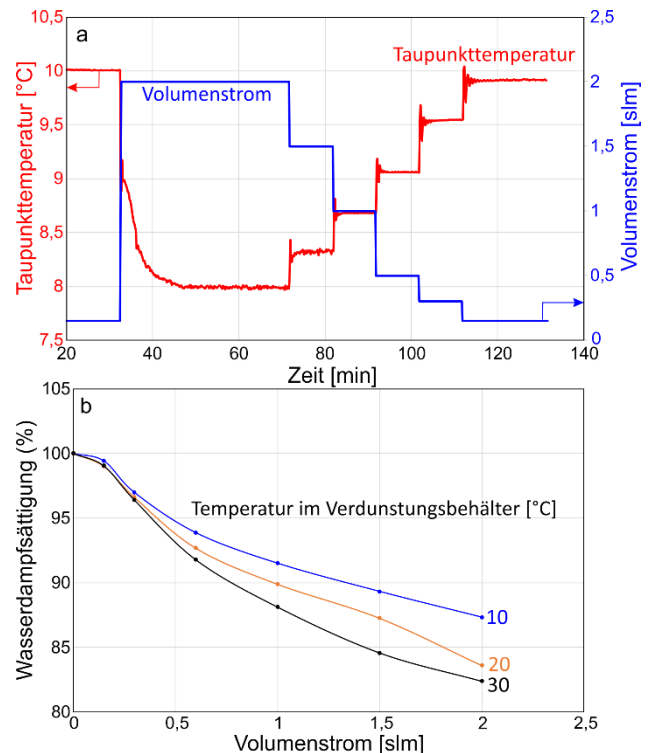 a
Taupunkttemperatur
Volumenstrom
Taupunkttemperatur [°C]
10,5
10
9,5
9
8,5
8
7,5
Volumenstrom [slm]
2,5
2
1,5
1
0,5
0
20 40 60 80 100 120 140
Zeit [min]
b
Temperatur im Verdunstungsbehälter [°C]
10
20
30
Wasserdampfsättigung (%)
105
100
95
90
85
80
0 0,5 1 1,5 2 2,5
Volumenstrom [slm]